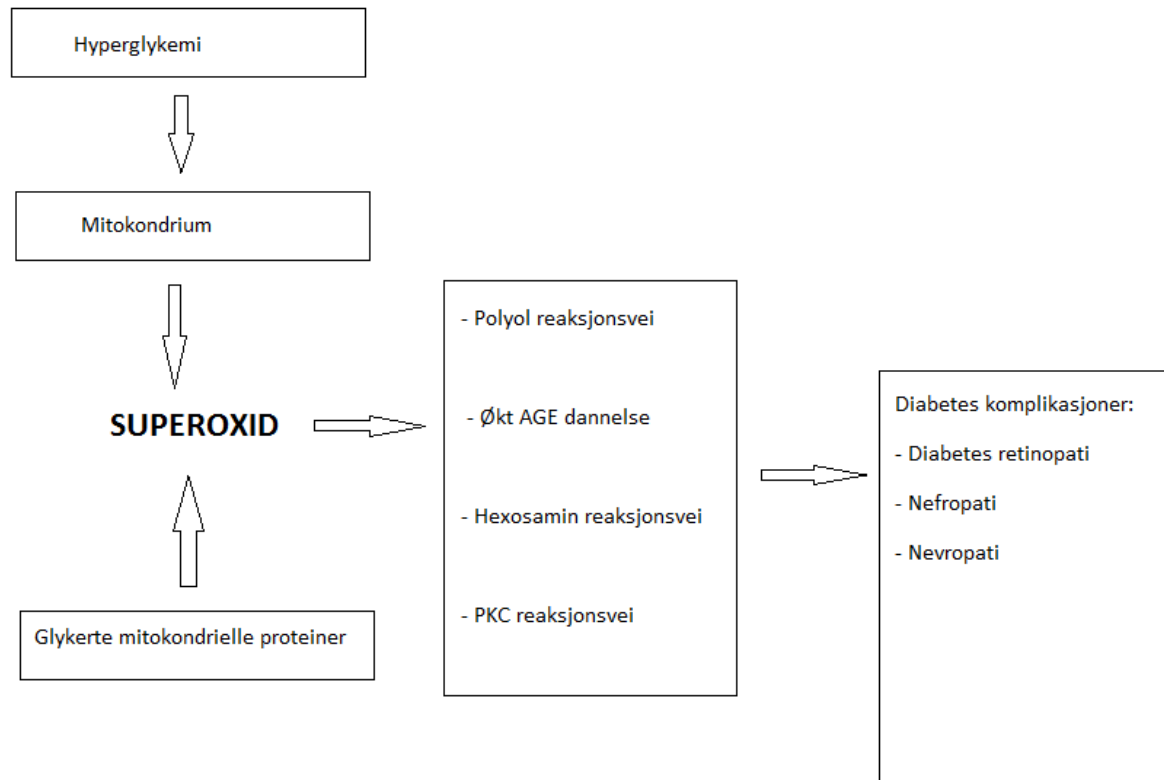 Hyperglykemi
Mitokondrium
SUPEROXID
Glykerte mitokondrielle proteiner
- Polyol reaksjonsvei
- Økt AGE dannelse
- Hexosamin reaksjonsvei
- PKC reaksjonsvei
Diabetes komplikasjoner:
- Diabetes retinopati
- Nefropati
- Nevropati